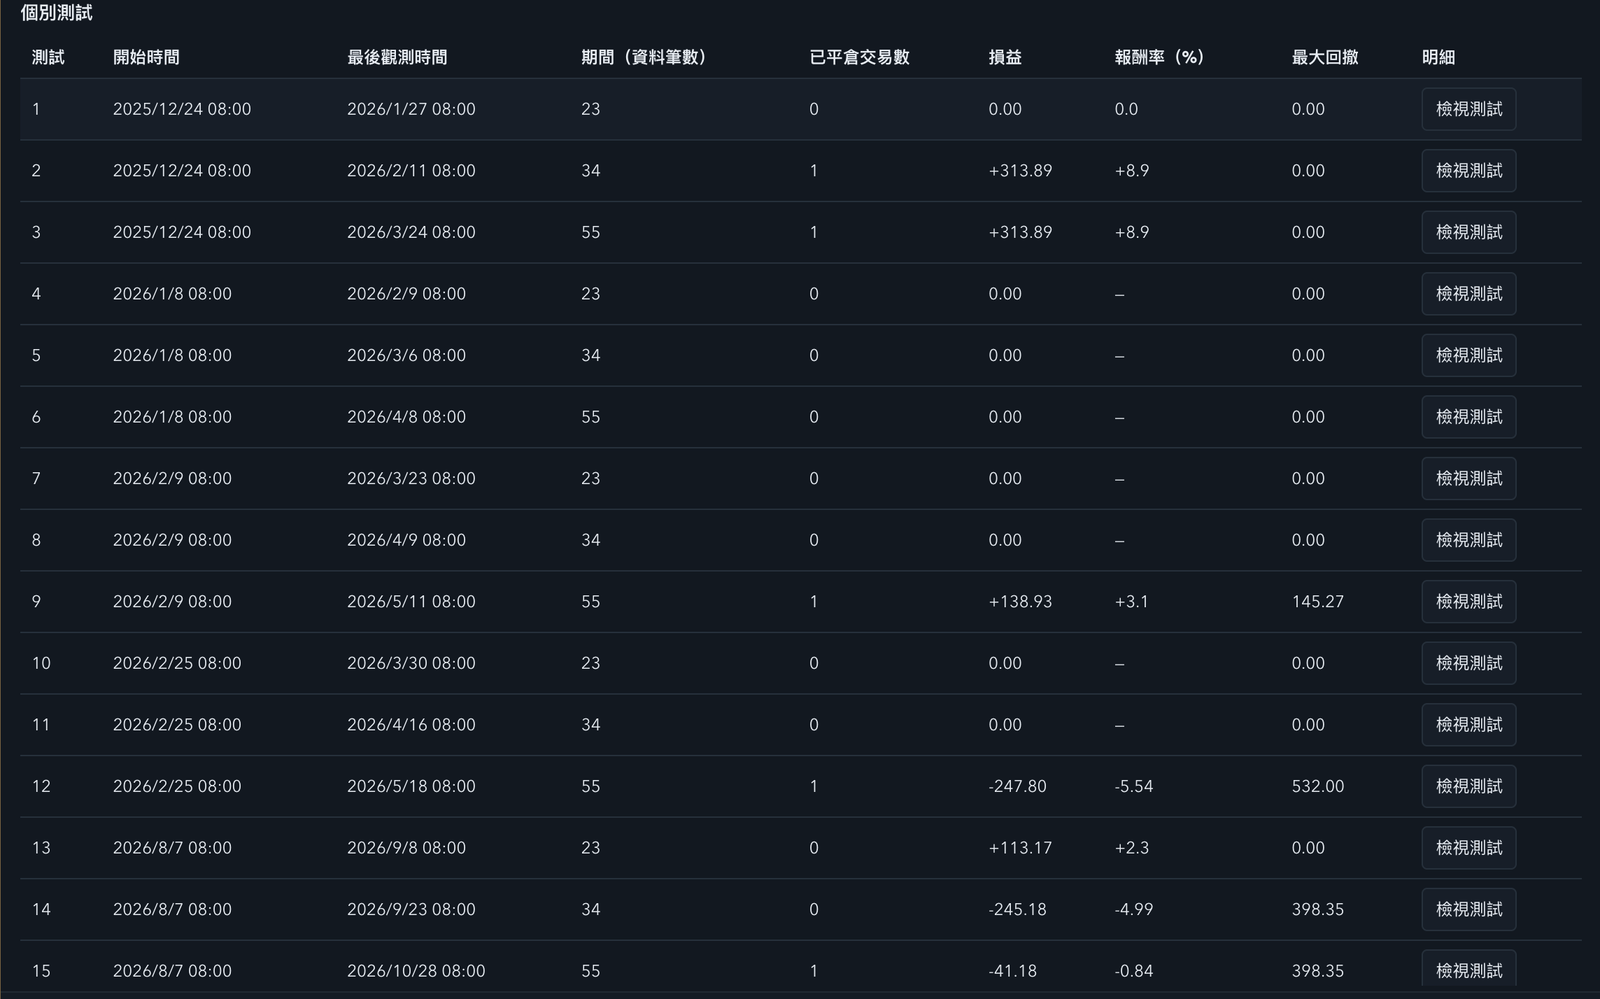 個別測試
測試 開始時間 最後觀測時間 期間（資料筆數） 已平倉交易數 損益 報酬率（%） 最大回撤 明細
1 2025/12/24 08:00 2026/1/27 08:00 23 0 0.00 0.0 0.00 檢視測試
2 2025/12/24 08:00 2026/2/11 08:00 34 1 +313.89 +8.9 0.00 檢視測試
3 2025/12/24 08:00 2026/3/24 08:00 55 1 +313.89 +8.9 0.00 檢視測試
4 2026/1/8 08:00 2026/2/9 08:00 23 0 0.00 – 0.00 檢視測試
5 2026/1/8 08:00 2026/3/6 08:00 34 0 0.00 – 0.00 檢視測試
6 2026/1/8 08:00 2026/4/8 08:00 55 0 0.00 – 0.00 檢視測試
7 2026/2/9 08:00 2026/3/23 08:00 23 0 0.00 – 0.00 檢視測試
8 2026/2/9 08:00 2026/4/9 08:00 34 0 0.00 – 0.00 檢視測試
9 2026/2/9 08:00 2026/5/11 08:00 55 1 +138.93 +3.1 145.27 檢視測試
10 2026/2/25 08:00 2026/3/30 08:00 23 0 0.00 – 0.00 檢視測試
11 2026/2/25 08:00 2026/4/16 08:00 34 0 0.00 – 0.00 檢視測試
12 2026/2/25 08:00 2026/5/18 08:00 55 1 -247.80 -5.54 532.00 檢視測試
13 2026/8/7 08:00 2026/9/8 08:00 23 0 +113.17 +2.3 0.00 檢視測試
14 2026/8/7 08:00 2026/9/23 08:00 34 0 -245.18 -4.99 398.35 檢視測試
15 2026/8/7 08:00 2026/10/28 08:00 55 1 -41.18 -0.84 398.35 檢視測試